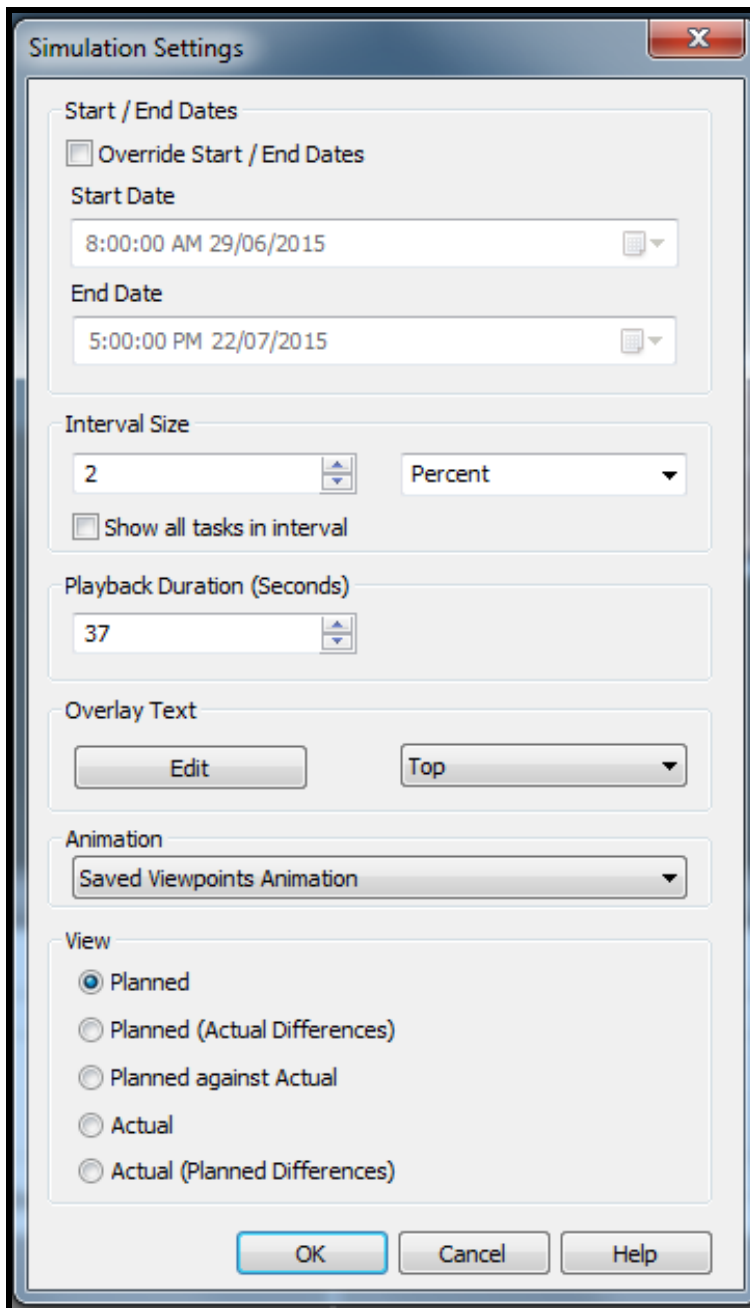 Simulation Settings
Start / End Dates
Override Start / End Dates
Start Date
8:00:00 AM 29/06/2015
End Date
5:00:00 PM 22/07/2015
Interval Size
2 Percent
Show all tasks in interval
Playback Duration (Seconds)
37
Overlay Text
Edit Top
Animation
Saved Viewpoints Animation
View
Planned
Planned (Actual Differences)
Planned against Actual
Actual
Actual (Planned Differences)
OK Cancel Help